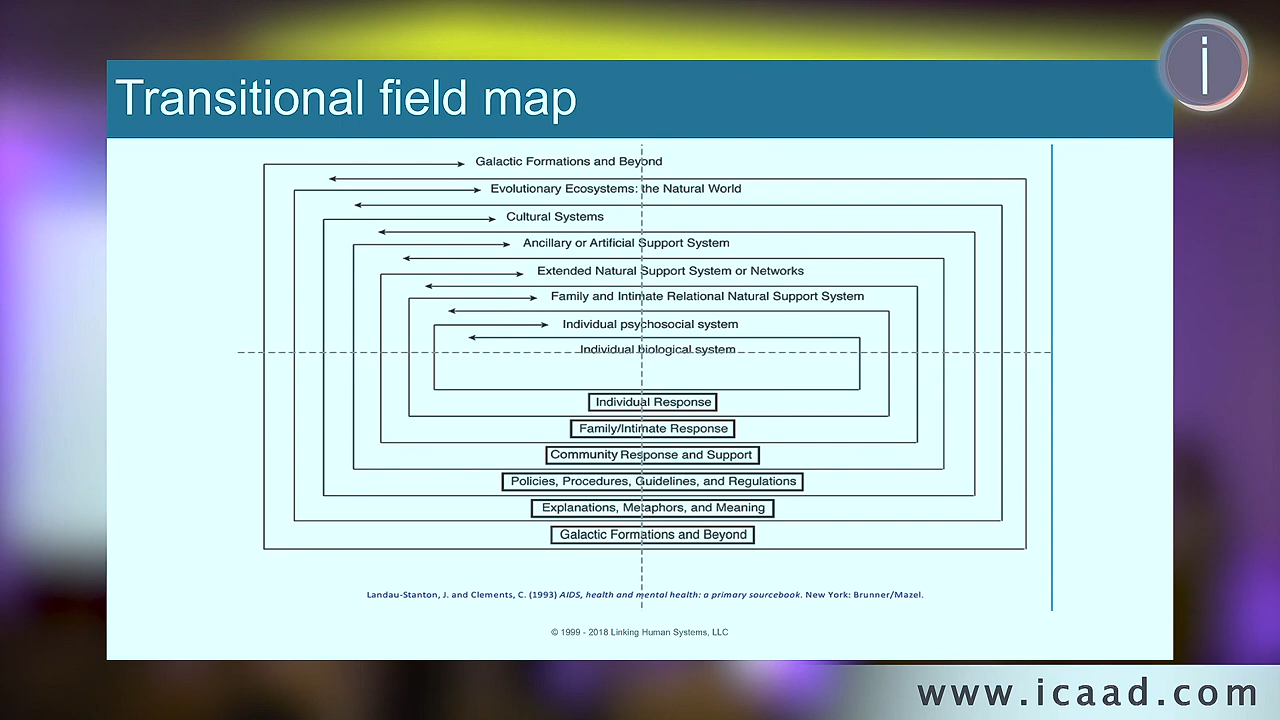 i
Transitional field map
Galactic Formations and Beyond
Evolutionary Ecosystems: the Natural World
Cultural Systems
Ancillary or Artificial Support System
Extended Natural Support System or Networks
Family and Intimate Relational Natural Support System
Individual psychosocial system
Individual biological system
Individual Response
Family/Intimate Response
Community Response and Support
Policies, Procedures, Guidelines, and Regulations
Explanations, Metaphors, and Meaning
Galactic Formations and Beyond
Landau-Stanton, J. and Clements, C. (1993) AIDS, health and mental health: a primary sourcebook. New York: Brunner/Mazel.
© 1999 - 2018 Linking Human Systems, LLC
www.icaad.com